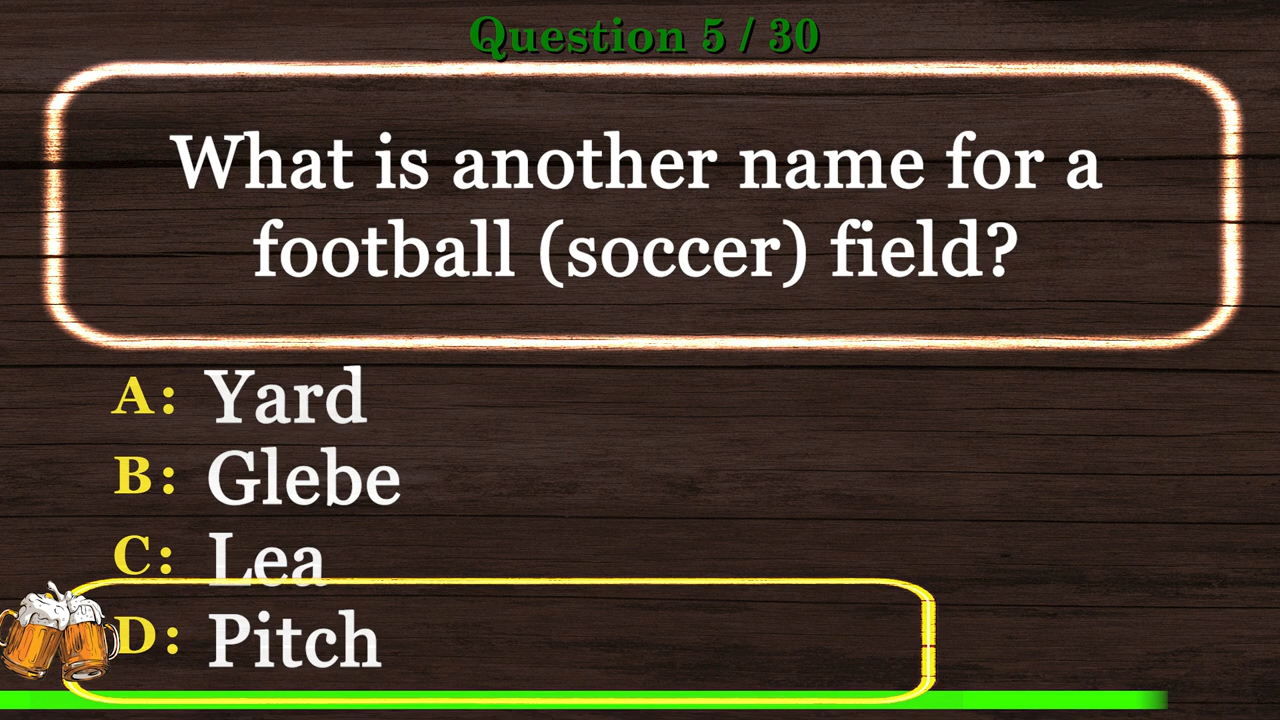 Question 5 / 30
What is another name for a
football (soccer) field?
A: Yard
B: Glebe
C: Lea
D: Pitch